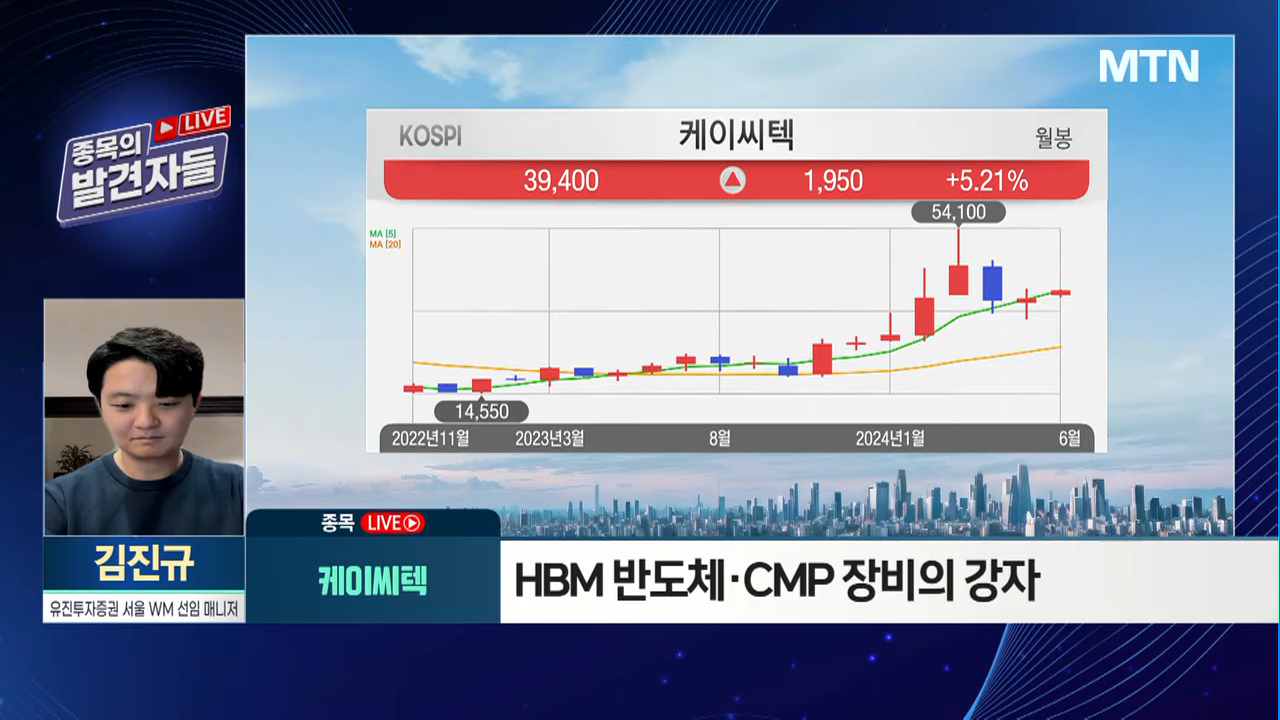 MTN
종목의
LIVE
발견자들
KOSPI 케이씨텍 월봉
39,400 1,950 +5.21%
54,100
MA [5]
MA [20]
14,550
2022년11월 2023년3월 8월 2024년1월 6월
김진규
유진투자증권 서울 WM 선임 매니저
종목 LIVE
케이씨텍
HBM 반도체·CMP 장비의 강자